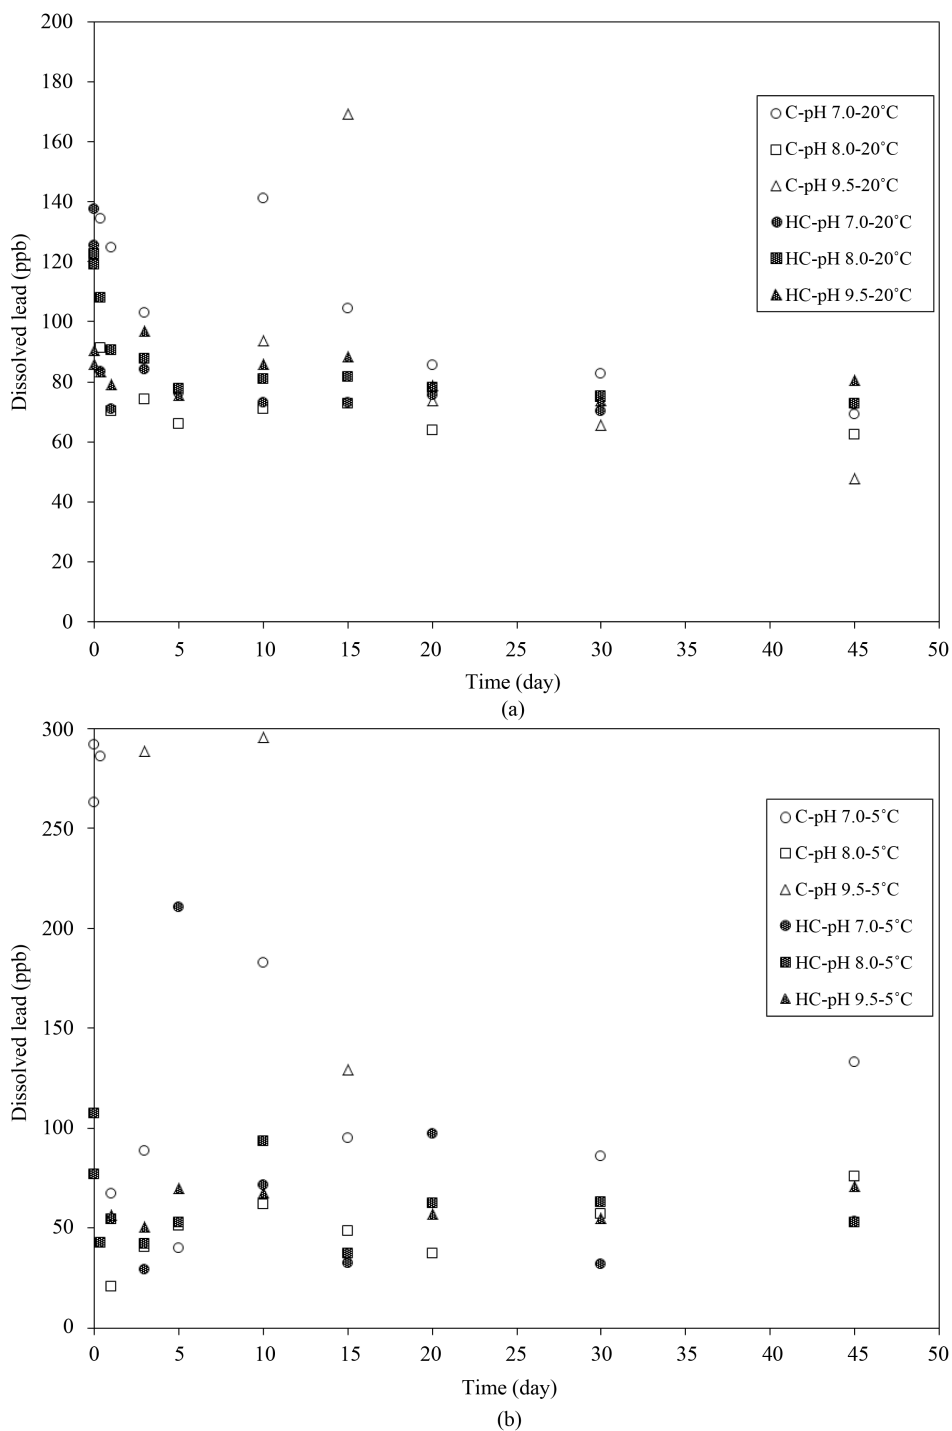 200
180
160
140
120
100
80
60
40
20
0
Dissolved lead (ppb)
C-pH 7.0-20˚C
C-pH 8.0-20˚C
C-pH 9.5-20˚C
HC-pH 7.0-20˚C
HC-pH 8.0-20˚C
HC-pH 9.5-20˚C
0 5 10 15 20 25 30 35 40 45 50
Time (day)
(a)
300
250
200
150
100
50
0
Dissolved lead (ppb)
C-pH 7.0-5˚C
C-pH 8.0-5˚C
C-pH 9.5-5˚C
HC-pH 7.0-5˚C
HC-pH 8.0-5˚C
HC-pH 9.5-5˚C
0 5 10 15 20 25 30 35 40 45 50
Time (day)
(b)